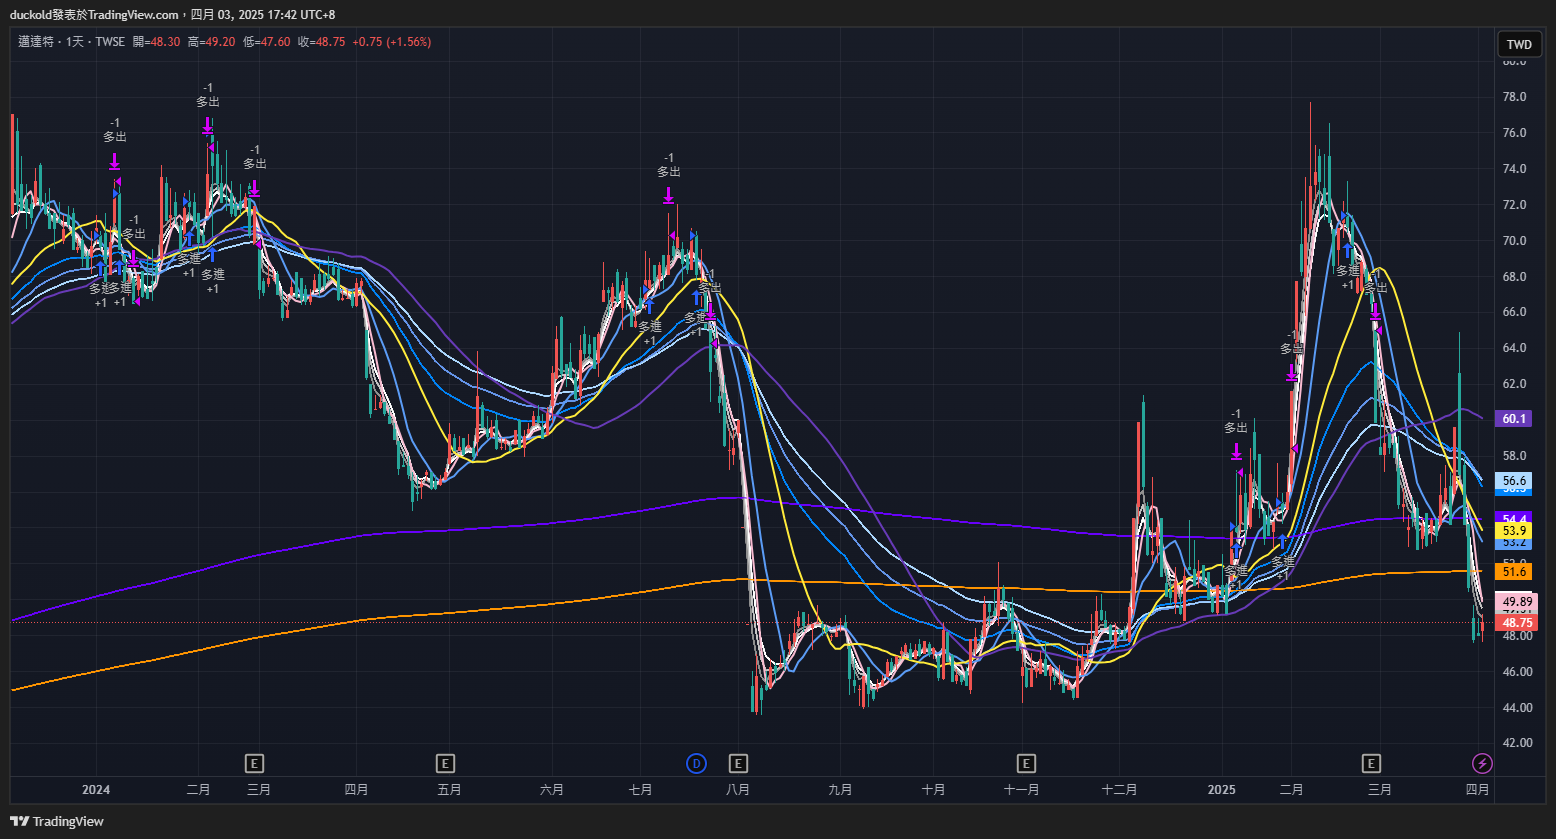 duckold發表於TradingView.com，四月 03, 2025 17:42 UTC+8
邁達特 · 1天 · TWSE 開=48.30 高=49.20 低=47.60 收=48.75 +0.75 (+1.56%)
TWD
80.0
78.0
76.0
74.0
72.0
70.0
68.0
66.0
64.0
62.0
60.1
58.0
56.6
54.4
53.9
53.2
52.0
51.6
49.89
48.75
48.00
46.00
44.00
42.00
-1
多出
-1
多出
-1
多出
-1
多出
-1
多出
-1
多出
-1
多出
-1
多出
-1
多出
多進
+1
多進
+1
多進
+1
多進
+1
多進
+1
多進
+1
多進
+1
多進
+1
多進
+1
E
E
D
E
E
E
2024
二月
三月
四月
五月
六月
七月
八月
九月
十月
十一月
十二月
2025
二月
三月
四月
TradingView